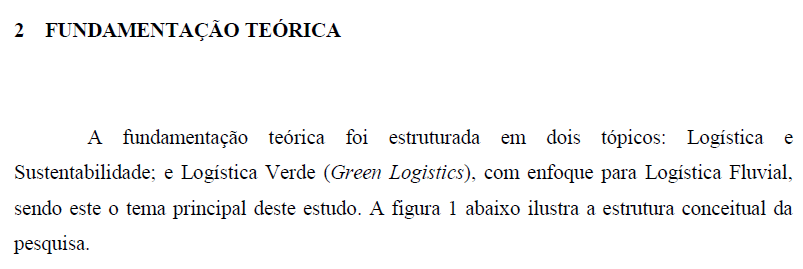 2 FUNDAMENTAÇÃO TEÓRICA
A fundamentação teórica foi estruturada em dois tópicos: Logística e
Sustentabilidade; e Logística Verde (Green Logistics), com enfoque para Logística Fluvial,
sendo este o tema principal deste estudo. A figura 1 abaixo ilustra a estrutura conceitual da
pesquisa.